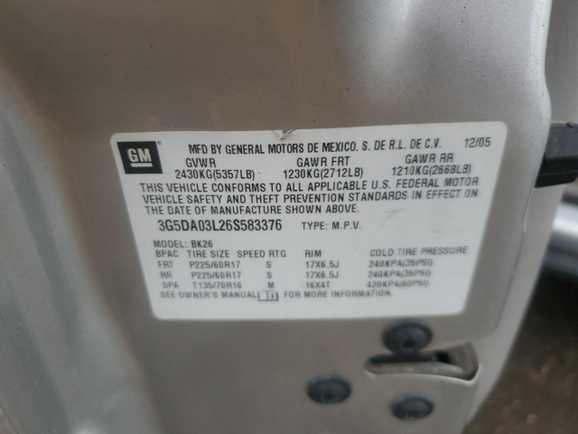 GM
MFD BY GENERAL MOTORS DE MEXICO, S. DE R.L. DE C.V. 12/05
GVWR GAWR FRT GAWR RR
2430KG(5357LB) 1230KG(2712LB) 1210KG(2668LB)
THIS VEHICLE CONFORMS TO ALL APPLICABLE U.S. FEDERAL MOTOR
VEHICLE SAFETY AND THEFT PREVENTION STANDARDS IN EFFECT ON
THE DATE OF MANUFACTURE SHOWN ABOVE.
3G5DA03L26S583376 TYPE: M.P.V.
MODEL: BK26
BPAC TIRE SIZE SPEED RTG RIM COLD TIRE PRESSURE
FRT P225/60R17 S 17X6.5J 240KPA(35PSI)
RR P225/60R17 S 17X6.5J 240KPA(35PSI)
SPA T135/70R16 M 16X4T 420KPA(60PSI)
SEE OWNER'S MANUAL FOR MORE INFORMATION.